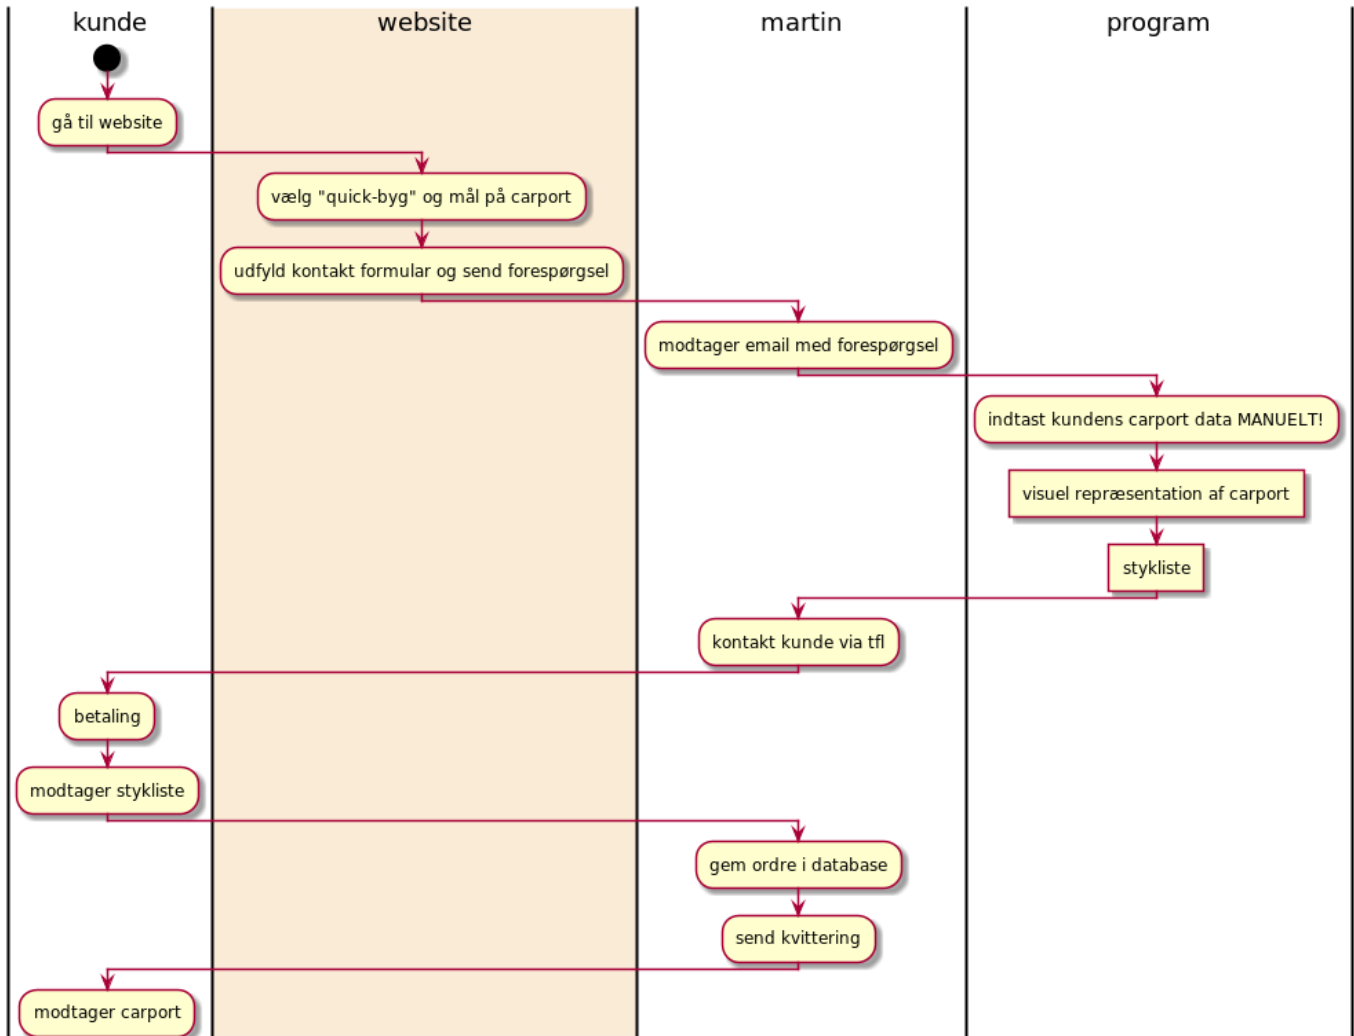 kunde
website
martin
program
gå til website
vælg "quick-byg" og mål på carport
udfyld kontakt formular og send forespørgsel
modtager email med forespørgsel
indtast kundens carport data MANUELT!
visuel repræsentation af carport
stykliste
kontakt kunde via tfl
betaling
modtager stykliste
gem ordre i database
send kvittering
modtager carport